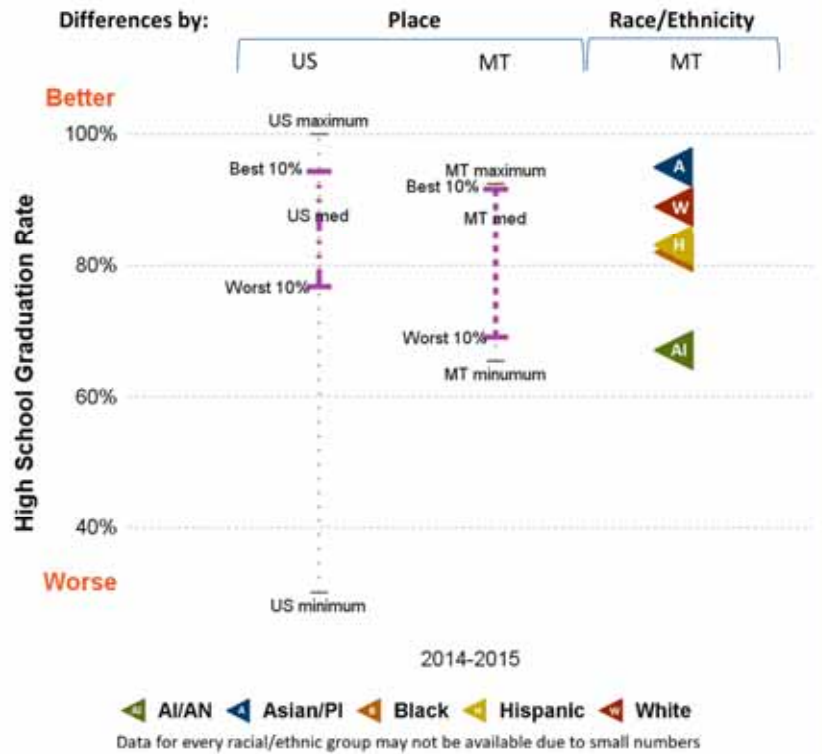 Differences by: Place Race/Ethnicity
US MT MT
Better
US maximum
100%
Best 10% MT maximum A
Best 10%
US med MT med W
H
80%
Worst 10%
Worst 10% AI
MT minumum
60%
High School Graduation Rate
40%
Worse
US minimum
2014-2015
AI AI/AN A Asian/PI B Black H Hispanic W White
Data for every racial/ethnic group may not be available due to small numbers